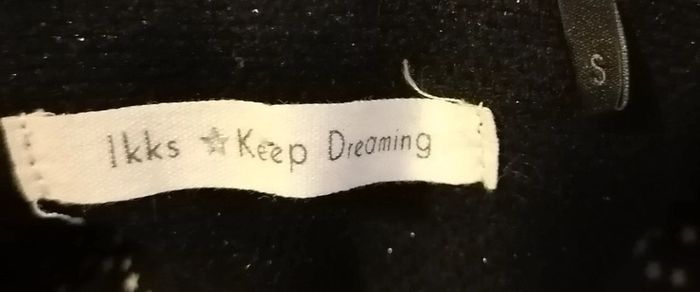 Ikks ★ Keep Dreaming
S